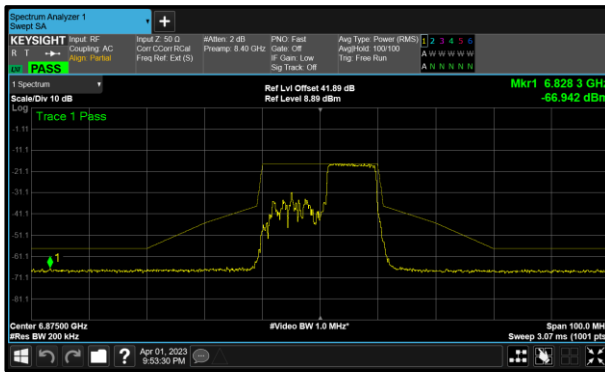 Spectrum Analyzer 1
Swept SA
KEYSIGHT
R T
LV PASS
Input: RF
Coupling: AC
Align: Partial
Input Z: 50 Ω
Corr CCorr RCal
Freq Ref: Ext (S)
#Atten: 2 dB
Preamp: 8.40 GHz
PNO: Fast
Gate: Off
IF Gain: Low
Sig Track: Off
Avg Type: Power (RMS)
Avg|Hold: 100/100
Trig: Free Run
1 2 3 4 5 6
A W W W W W
A N N N N N
1 Spectrum
Scale/Div 10 dB
Ref Lvl Offset 41.89 dB
Ref Level 8.89 dBm
Mkr1 6.828 3 GHz
-66.942 dBm
Log
Trace 1 Pass
-1.11
-11.1
-21.1
-31.1
-41.1
-51.1
-61.1
-71.1
-81.1
1
Center 6.87500 GHz
#Video BW 1.0 MHz*
Span 100.0 MHz
#Res BW 200 kHz
Sweep 3.07 ms (1001 pts)
Apr 01, 2023
9:53:30 PM